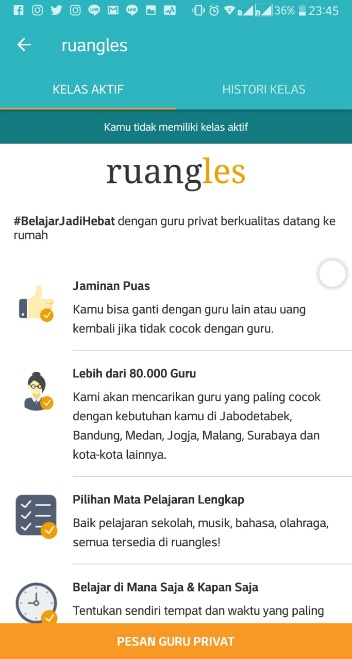 36% 23:45
ruangles
KELAS AKTIF HISTORI KELAS
Kamu tidak memiliki kelas aktif
ruangles
#BelajarJadiHebat dengan guru privat berkualitas datang ke
rumah
Jaminan Puas
Kamu bisa ganti dengan guru lain atau uang
kembali jika tidak cocok dengan guru.
Lebih dari 80.000 Guru
Kami akan mencarikan guru yang paling cocok
dengan kebutuhan kamu di Jabodetabek,
Bandung, Medan, Jogja, Malang, Surabaya dan
kota-kota lainnya.
Pilihan Mata Pelajaran Lengkap
Baik pelajaran sekolah, musik, bahasa, olahraga,
semua tersedia di ruangles!
Belajar di Mana Saja & Kapan Saja
Tentukan sendiri tempat dan waktu yang paling
PESAN GURU PRIVAT